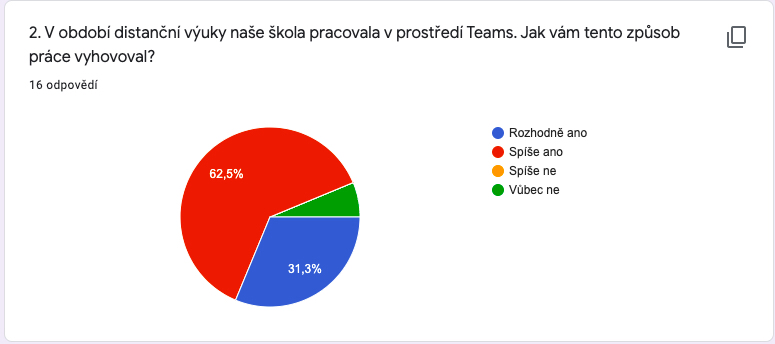 2. V období distanční výuky naše škola pracovala v prostředí Teams. Jak vám tento způsob
práce vyhovoval?
16 odpovědí
Rozhodně ano
Spíše ano
Spíše ne
Vůbec ne
62,5%
31,3%